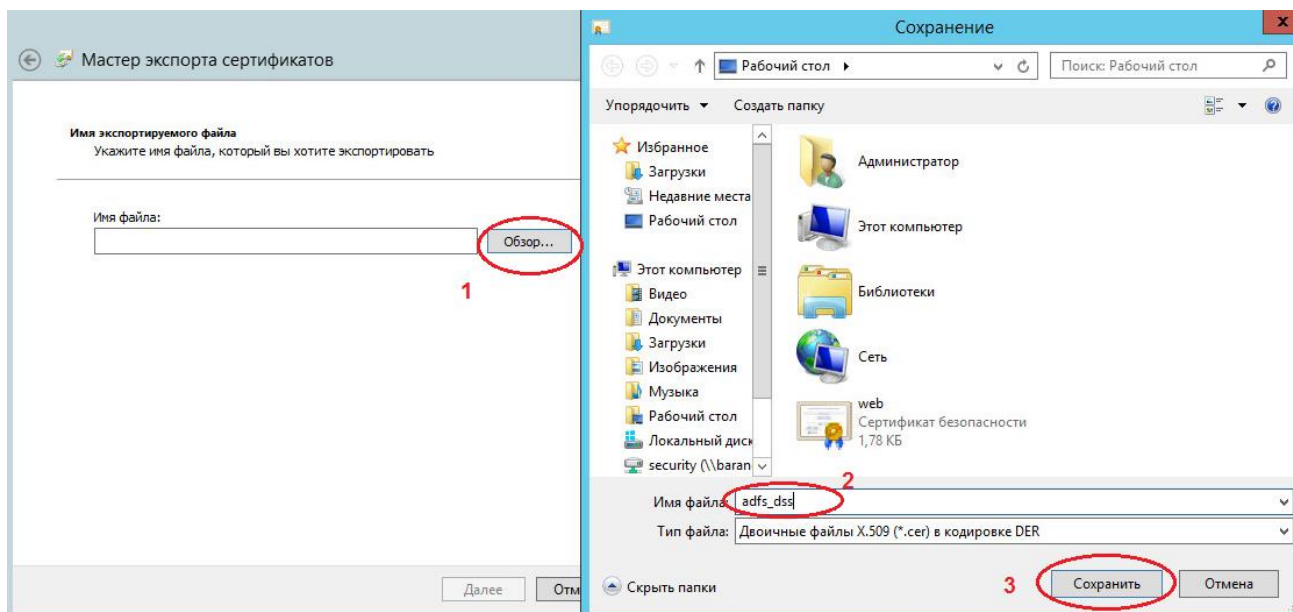 Мастер экспорта сертификатов
Имя экспортируемого файла
Укажите имя файла, который вы хотите экспортировать
Имя файла:
Обзор...
1
Далее
Отм
Сохранение
x
Рабочий стол
Поиск: Рабочий стол
Упорядочить
Создать папку
Избранное
Загрузки
Недавние места
Рабочий стол
Этот компьютер
Видео
Документы
Загрузки
Изображения
Музыка
Рабочий стол
Локальный диск
security (\\baran
Администратор
Этот компьютер
Библиотеки
Сеть
web
Сертификат безопасности
1,78 КБ
2
Имя файла: adfs_dss
Тип файла: Двоичные файлы X.509 (*.cer) в кодировке DER
Скрыть папки
3
Сохранить
Отмена